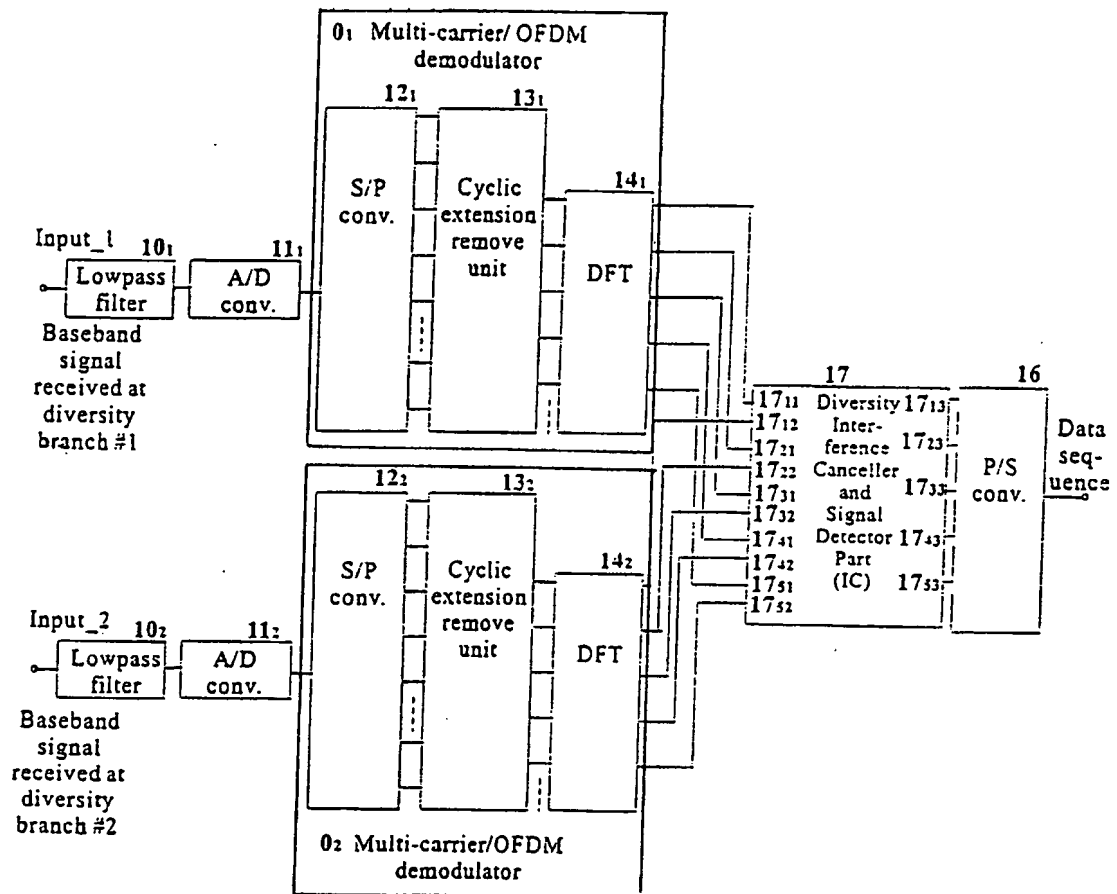 0₁ Multi-carrier/ OFDM
demodulator
12₁
13₁
14₁
S/P
conv.
Cyclic
extension
remove
unit
DFT
Input_1
10₁
11₁
Lowpass
filter
A/D
conv.
Baseband
signal
received at
diversity
branch #1
17
16
17₁₁
17₁₂
17₂₁
17₂₂
17₃₁
17₃₂
17₄₁
17₄₂
17₅₁
17₅₂
Diversity
Inter-
ference
Canceller
and
Signal
Detector
Part
(IC)
17₁₃
17₂₃
17₃₃
17₄₃
17₅₃
P/S
conv.
Data
seq-
uence
12₂
13₂
14₂
S/P
conv.
Cyclic
extension
remove
unit
DFT
Input_2
10₂
11₂
Lowpass
filter
A/D
conv.
Baseband
signal
received at
diversity
branch #2
0₂ Multi-carrier/OFDM
demodulator